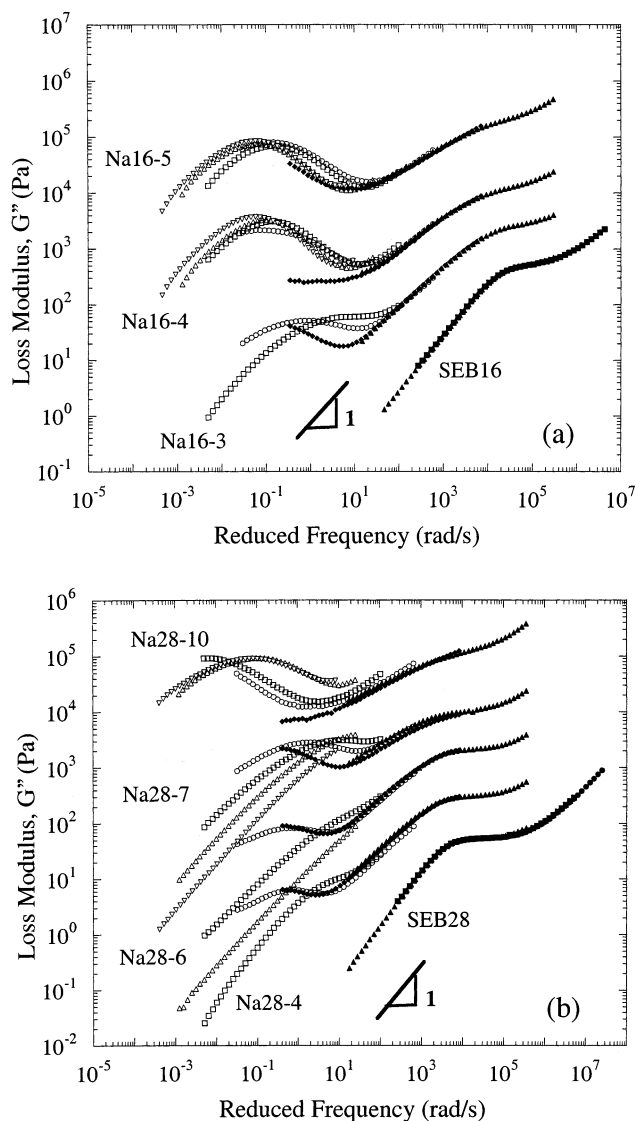 10^7
10^6
10^5
10^4
10^3
10^2
10^1
10^0
10^-1
Loss Modulus, G" (Pa)
Na16-5
Na16-4
Na16-3
SEB16
1
(a)
10^-5 10^-3 10^-1 10^1 10^3 10^5 10^7
Reduced Frequency (rad/s)
10^6
10^5
10^4
10^3
10^2
10^1
10^0
10^-1
10^-2
Loss Modulus, G" (Pa)
Na28-10
Na28-7
Na28-6
Na28-4
SEB28
1
(b)
10^-5 10^-3 10^-1 10^1 10^3 10^5 10^7
Reduced Frequency (rad/s)